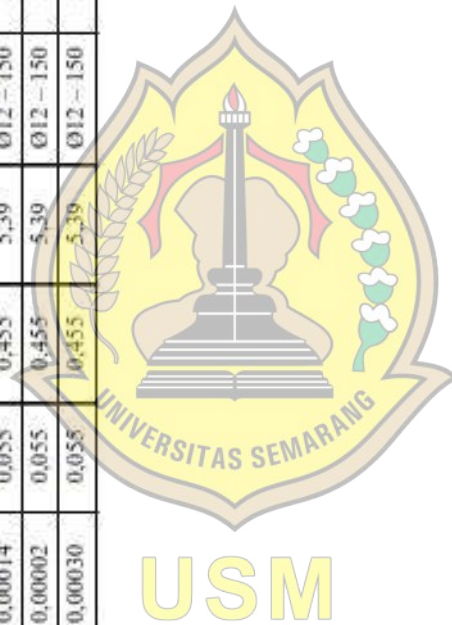 0,00014 0,055 0,455 5,39 Ø12 – 150
0,00002 0,055 0,455 5,39 Ø12 – 150
0,00030 0,055 0,455 5,39 Ø12 – 150
UNIVERSITAS SEMARANG
USM